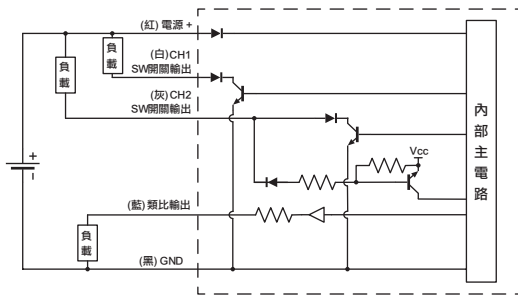 (紅) 電源 +
(白)CH1
SW開關輸出
(灰)CH2
SW開關輸出
負載
負載
+
Vcc
內部主電路
(藍) 類比輸出
負載
(黑) GND